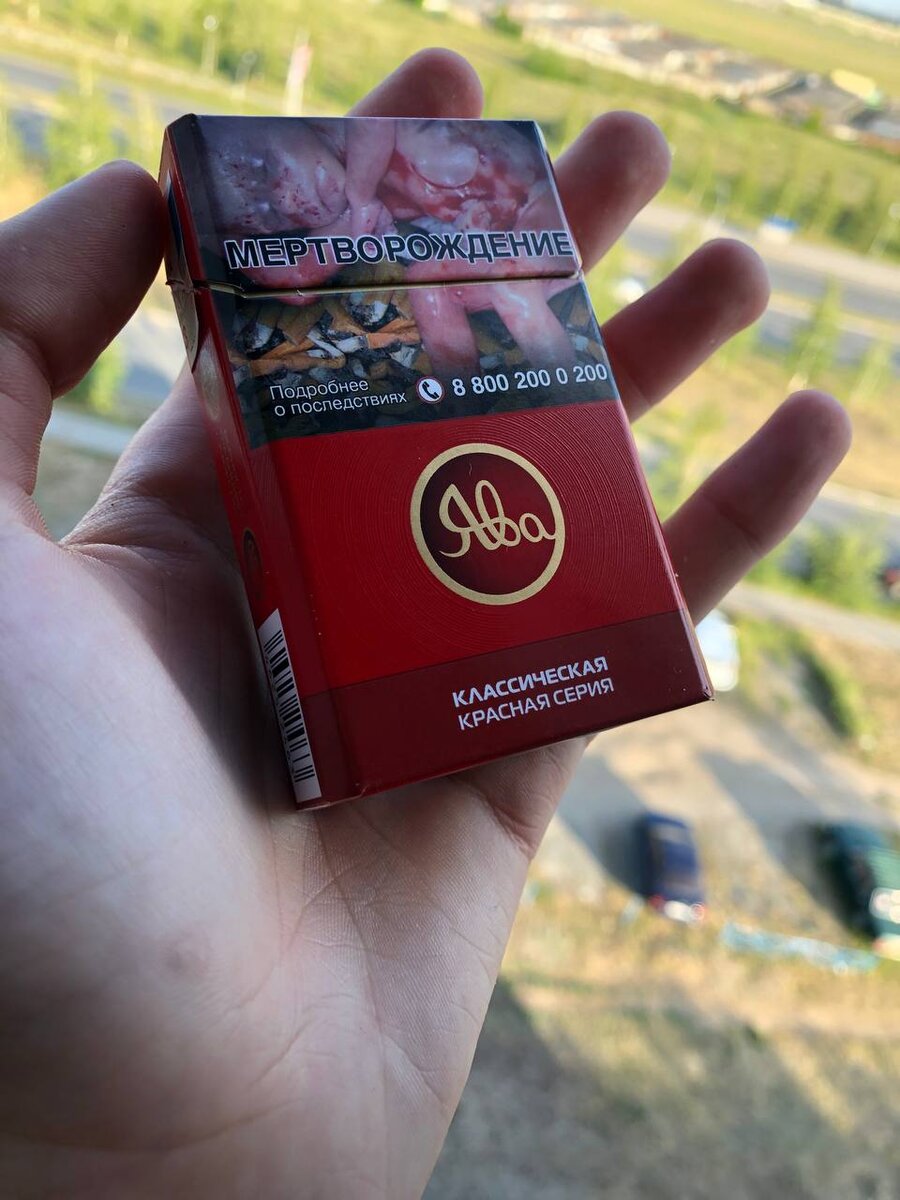 МЕРТВОРОЖДЕНИЕ
Подробнее
о последствиях
8 800 200 0 200
Ява
КЛАССИЧЕСКАЯ
КРАСНАЯ СЕРИЯ